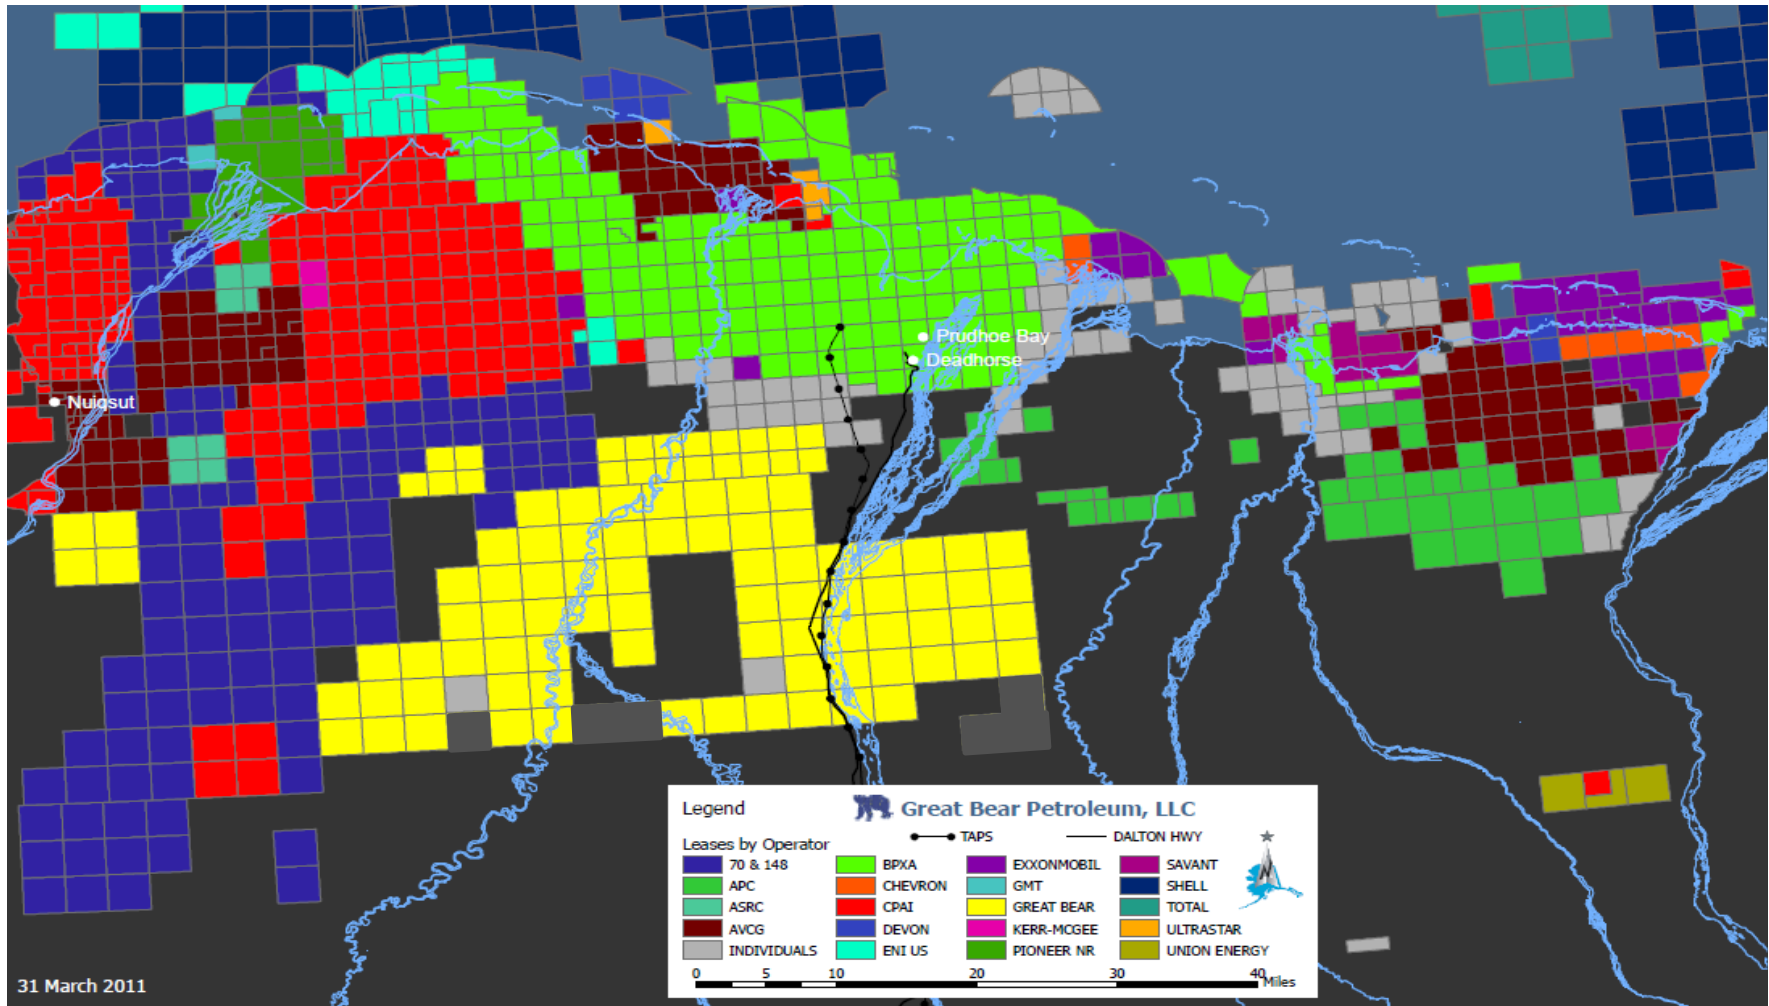 Prudhoe Bay
Deadhorse
Nuiqsut
Legend
Great Bear Petroleum, LLC
TAPS
DALTON HWY
Leases by Operator
70 & 148
BPXA
EXXONMOBIL
SAVANT
APC
CHEVRON
GMT
SHELL
ASRC
CPAI
GREAT BEAR
TOTAL
AVCG
DEVON
KERR-MCGEE
ULTRASTAR
INDIVIDUALS
ENI US
PIONEER NR
UNION ENERGY
N
0 5 10 20 30 40
Miles
31 March 2011